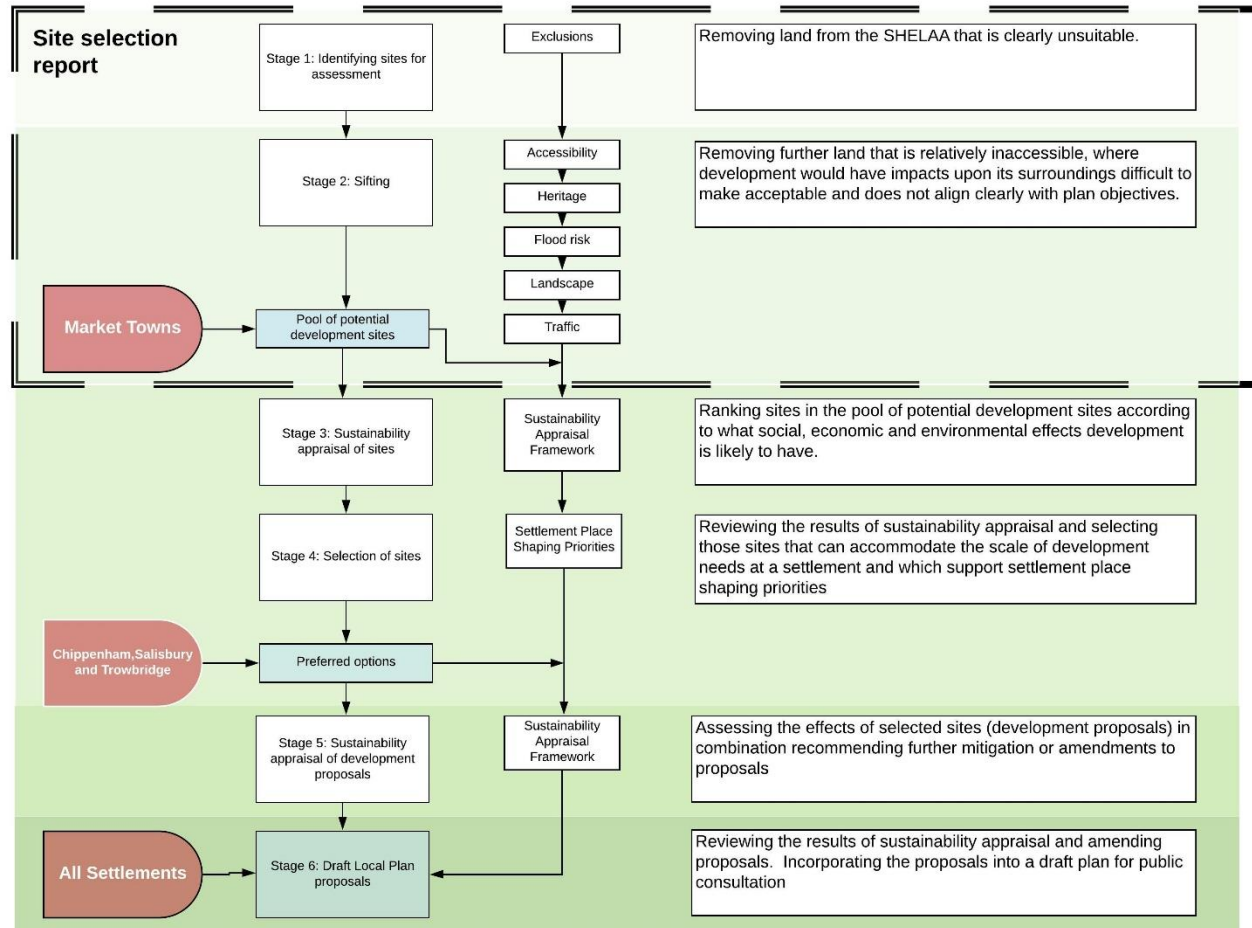 Site selection
report
Stage 1: Identifying sites for
assessment
Exclusions
Removing land from the SHELAA that is clearly unsuitable.
Stage 2: Sifting
Accessibility
Heritage
Flood risk
Landscape
Traffic
Removing further land that is relatively inaccessible, where
development would have impacts upon its surroundings difficult to
make acceptable and does not align clearly with plan objectives.
Market Towns
Pool of potential
development sites
Stage 3: Sustainability
appraisal of sites
Sustainability
Appraisal
Framework
Ranking sites in the pool of potential development sites according
to what social, economic and environmental effects development
is likely to have.
Stage 4: Selection of sites
Settlement Place
Shaping Priorities
Reviewing the results of sustainability appraisal and selecting
those sites that can accommodate the scale of development
needs at a settlement and which support settlement place
shaping priorities
Chippenham,Salisbury
and Trowbridge
Preferred options
Stage 5: Sustainability
appraisal of development
proposals
Sustainability
Appraisal
Framework
Assessing the effects of selected sites (development proposals) in
combination recommending further mitigation or amendments to
proposals
All Settlements
Stage 6: Draft Local Plan
proposals
Reviewing the results of sustainability appraisal and amending
proposals.  Incorporating the proposals into a draft plan for public
consultation